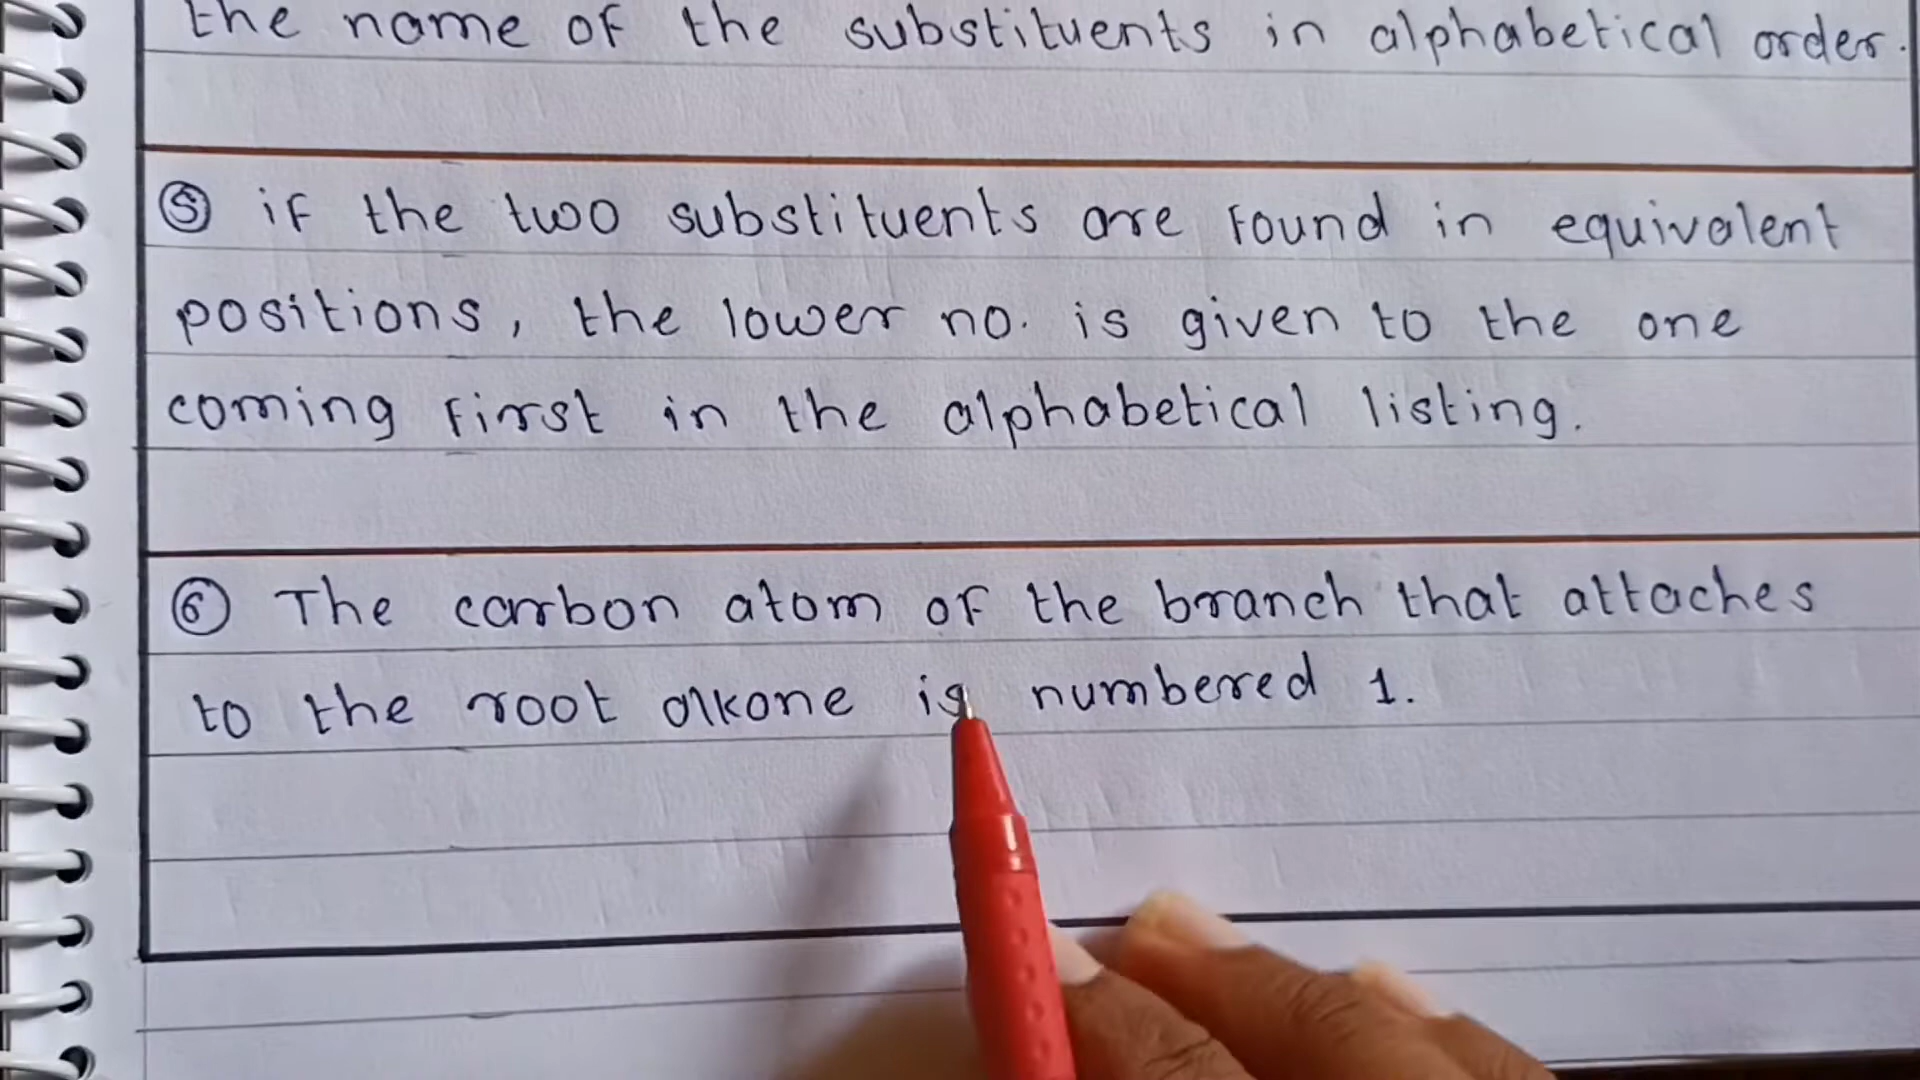 the name of the substituents in alphabetical order.
⑤ if the two substituents are found in equivalent
positions, the lower no. is given to the one
coming first in the alphabetical listing.
⑥ The carbon atom of the branch that attaches
to the root alkane is numbered 1.